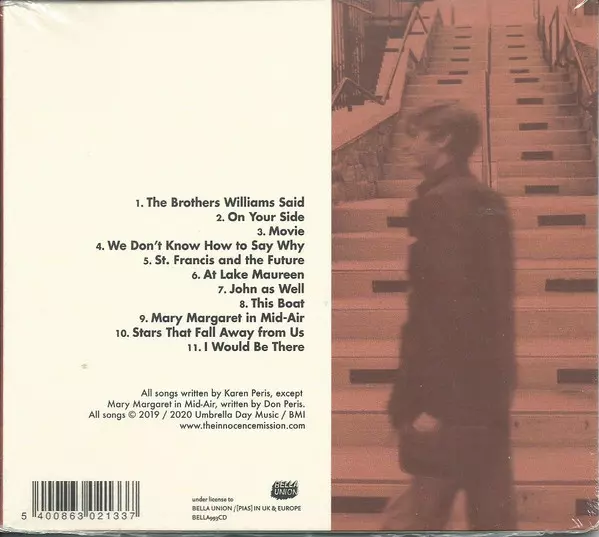 1. The Brothers Williams Said
2. On Your Side
3. Movie
4. We Don't Know How to Say Why
5. St. Francis and the Future
6. At Lake Maureen
7. John as Well
8. This Boat
9. Mary Margaret in Mid-Air
10. Stars That Fall Away from Us
11. I Would Be There
All songs written by Karen Peris, except
Mary Margaret in Mid-Air, written by Don Peris.
All songs © 2019 / 2020 Umbrella Day Music / BMI
www.theinnocencemission.com
BELLA
UNION
under license to
BELLA UNION /[PIAS] IN UK & EUROPE
BELLA993CD
5 400863 021337